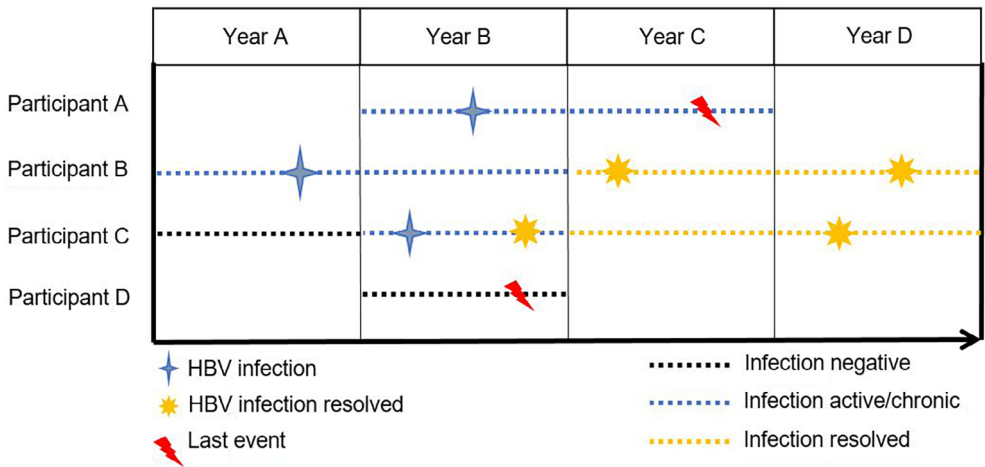 Year A Year B Year C Year D
Participant A
Participant B
Participant C
Participant D
HBV infection
HBV infection resolved
Last event
Infection negative
Infection active/chronic
Infection resolved